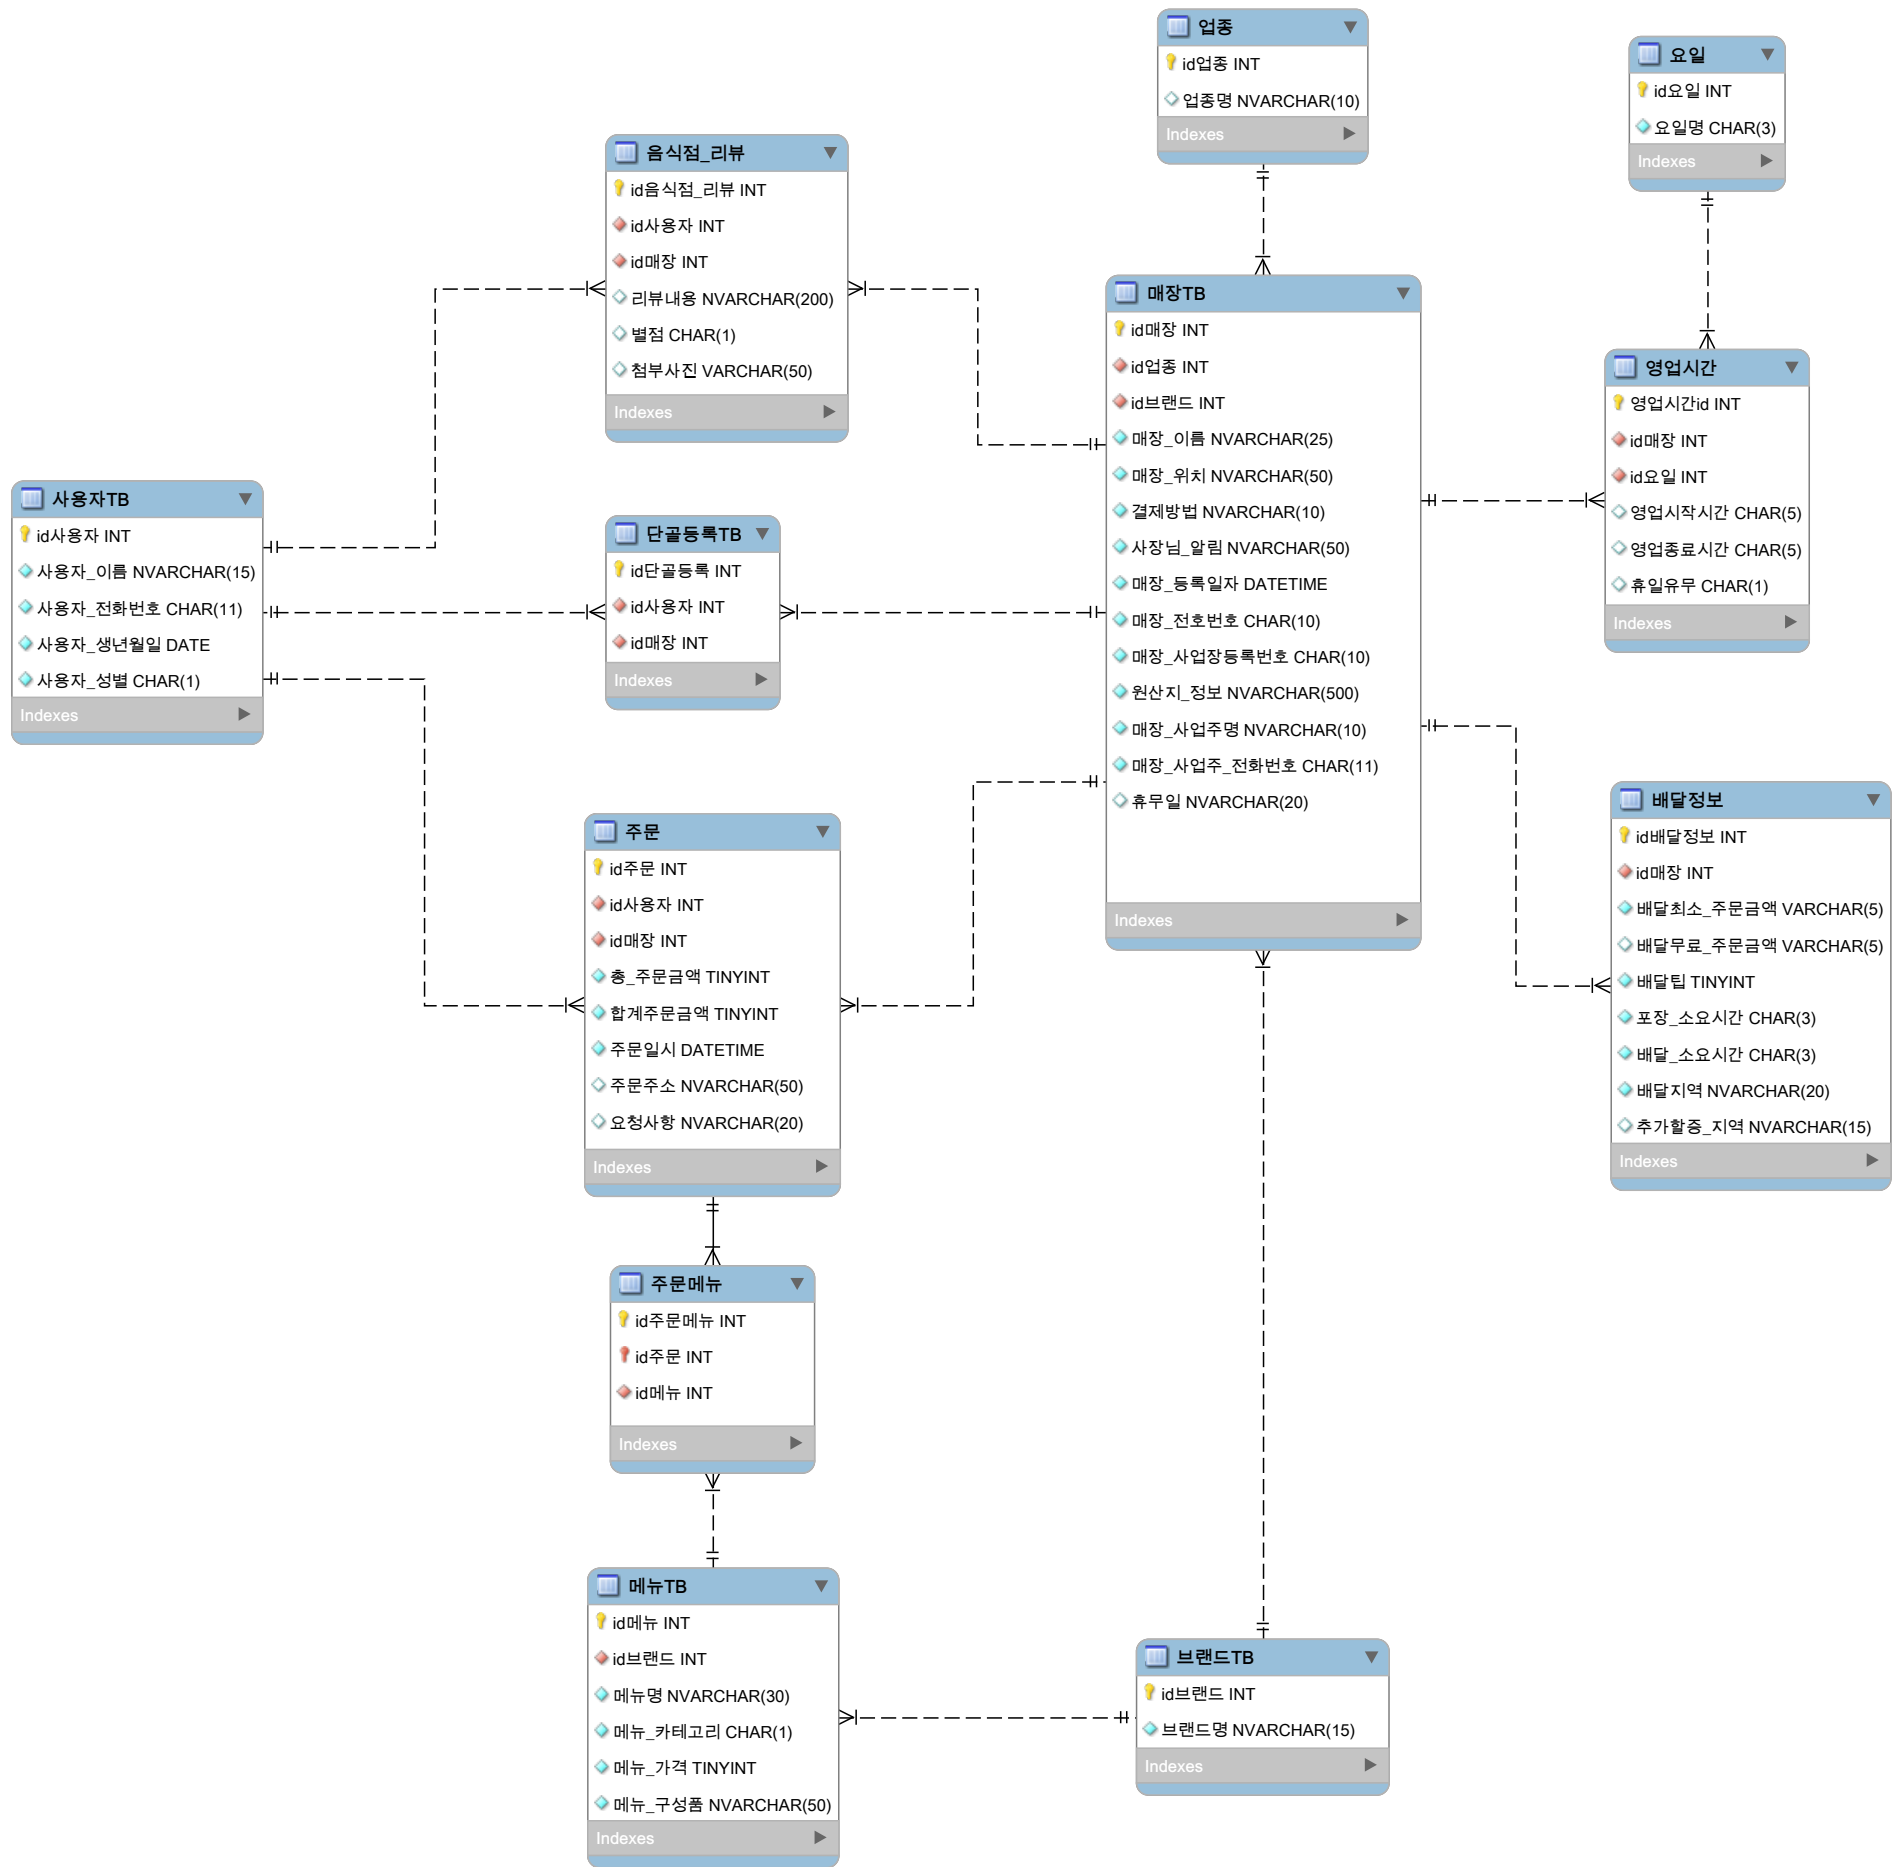 업종
id업종 INT
업종명 NVARCHAR(10)
Indexes
요일
id요일 INT
요일명 CHAR(3)
Indexes
음식점_리뷰
id음식점_리뷰 INT
id사용자 INT
id매장 INT
리뷰내용 NVARCHAR(200)
별점 CHAR(1)
첨부사진 VARCHAR(50)
Indexes
매장TB
id매장 INT
id업종 INT
id브랜드 INT
매장_이름 NVARCHAR(25)
매장_위치 NVARCHAR(50)
결제방법 NVARCHAR(10)
사장님_알림 NVARCHAR(50)
매장_등록일자 DATETIME
매장_전호번호 CHAR(10)
매장_사업장등록번호 CHAR(10)
원산지_정보 NVARCHAR(500)
매장_사업주명 NVARCHAR(10)
매장_사업주_전화번호 CHAR(11)
휴무일 NVARCHAR(20)
Indexes
영업시간
영업시간id INT
id매장 INT
id요일 INT
영업시작시간 CHAR(5)
영업종료시간 CHAR(5)
휴일유무 CHAR(1)
Indexes
사용자TB
id사용자 INT
사용자_이름 NVARCHAR(15)
사용자_전화번호 CHAR(11)
사용자_생년월일 DATE
사용자_성별 CHAR(1)
Indexes
단골등록TB
id단골등록 INT
id사용자 INT
id매장 INT
Indexes
배달정보
id배달정보 INT
id매장 INT
배달최소_주문금액 VARCHAR(5)
배달무료_주문금액 VARCHAR(5)
배달팁 TINYINT
포장_소요시간 CHAR(3)
배달_소요시간 CHAR(3)
배달지역 NVARCHAR(20)
추가할증_지역 NVARCHAR(15)
Indexes
주문
id주문 INT
id사용자 INT
id매장 INT
총_주문금액 TINYINT
합계주문금액 TINYINT
주문일시 DATETIME
주문주소 NVARCHAR(50)
요청사항 NVARCHAR(20)
Indexes
주문메뉴
id주문메뉴 INT
id주문 INT
id메뉴 INT
Indexes
메뉴TB
id메뉴 INT
id브랜드 INT
메뉴명 NVARCHAR(30)
메뉴_카테고리 CHAR(1)
메뉴_가격 TINYINT
메뉴_구성품 NVARCHAR(50)
Indexes
브랜드TB
id브랜드 INT
브랜드명 NVARCHAR(15)
Indexes